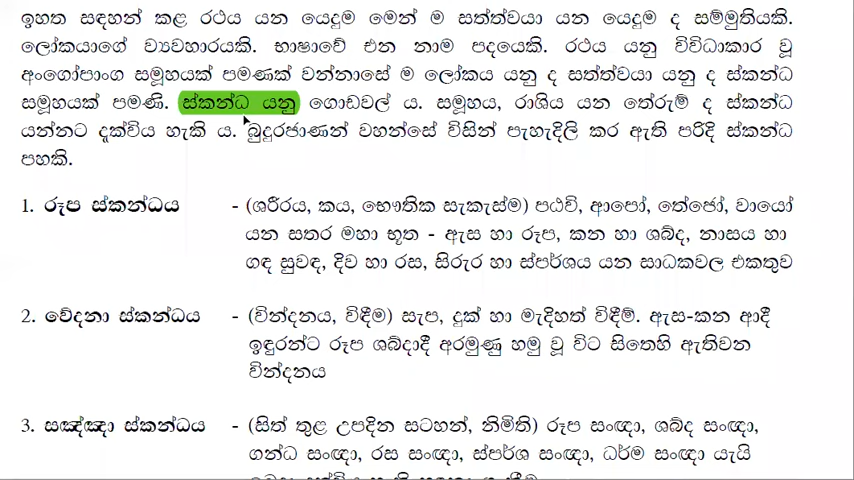 ඉහත සඳහන් කළ රථය යන යෙදුම මෙන් ම සත්ත්වයා යන යෙදුම ද සම්මුතියකි.
ලෝකයාගේ ව්‍යවහාරයකි. භාෂාවේ එන නාම පදයෙකි. රථය යනු විවිධාකාර වූ
අංගෝපාංග සමූහයක් පමණක් වන්නාසේ ම ලෝකය යනු ද සත්ත්වයා යනු ද ස්කන්ධ
සමූහයක් පමණි. ස්කන්ධ යනු ගොඩවල් ය. සමූහය, රාශිය යන තේරුම් ද ස්කන්ධ
යන්නට දැක්විය හැකි ය. බුදුරජාණන් වහන්සේ විසින් පැහැදිලි කර ඇති පරිදි ස්කන්ධ
පහකි.
1. රූප ස්කන්ධය - (ශරීරය, කය, භෞතික සැකැස්ම) පඨවි, ආපෝ, තේජෝ, වායෝ
යන සතර මහා භූත - ඇස හා රූප, කන හා ශබ්ද, නාසය හා
ගඳ සුවඳ, දිව හා රස, සිරුර හා ස්පර්ශය යන සාධකවල එකතුව
2. වේදනා ස්කන්ධය - (වින්දනය, විඳීම) සැප, දුක් හා මැදිහත් විඳීම්. ඇස-කන ආදී
ඉඳුරන්ට රූප ශබ්දාදී අරමුණු හමු වූ විට සිතෙහි ඇතිවන
වින්දනය
3. සඤ්ඤා ස්කන්ධය - (සිත් තුළ උපදින සටහන්, නිමිති) රූප සංඥා, ශබ්ද සංඥා,
ගන්ධ සංඥා, රස සංඥා, ස්පර්ශ සංඥා, ධර්ම සංඥා යැයි